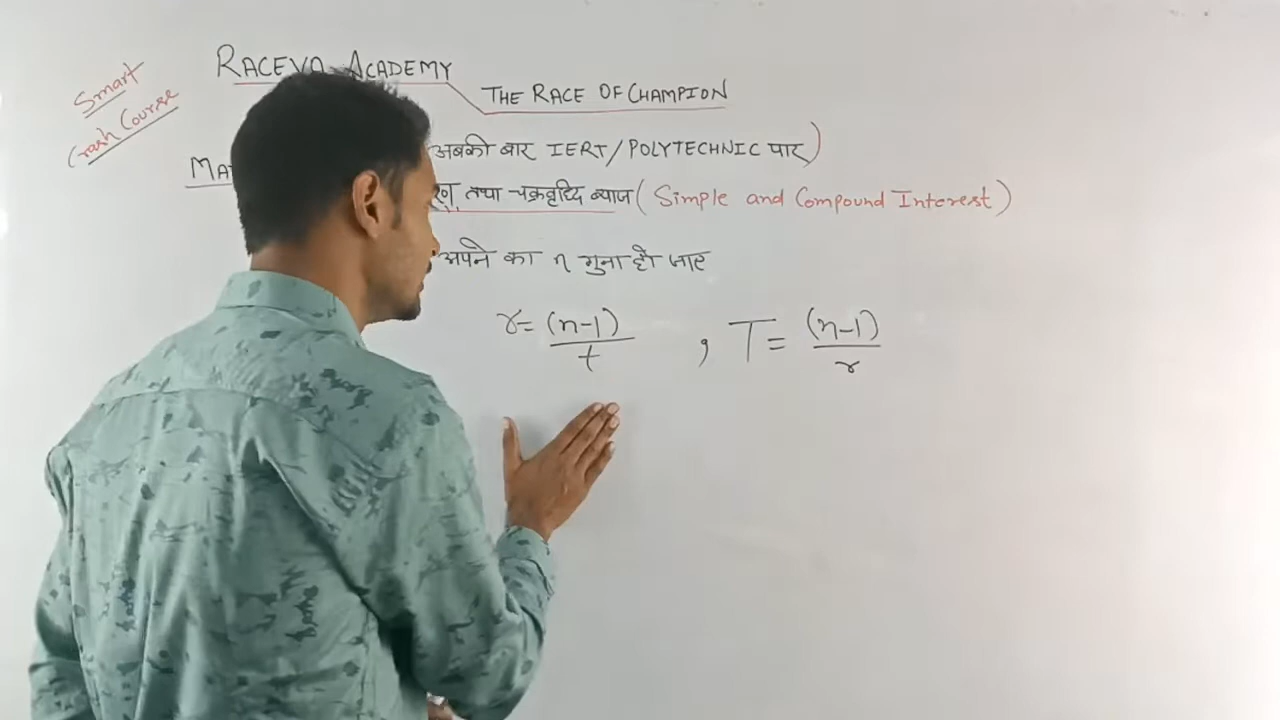 RACEVA ACADEMY
THE RACE OF CHAMPION
Smart
Crash Course
अबकी बार IERT/POLYTECHNIC पार)
तथा चक्रवृद्धि ब्याज (Simple and Compound Interest)
अपने का n गुना हो जाए
r = (n-1)/t , T = (n-1)/r